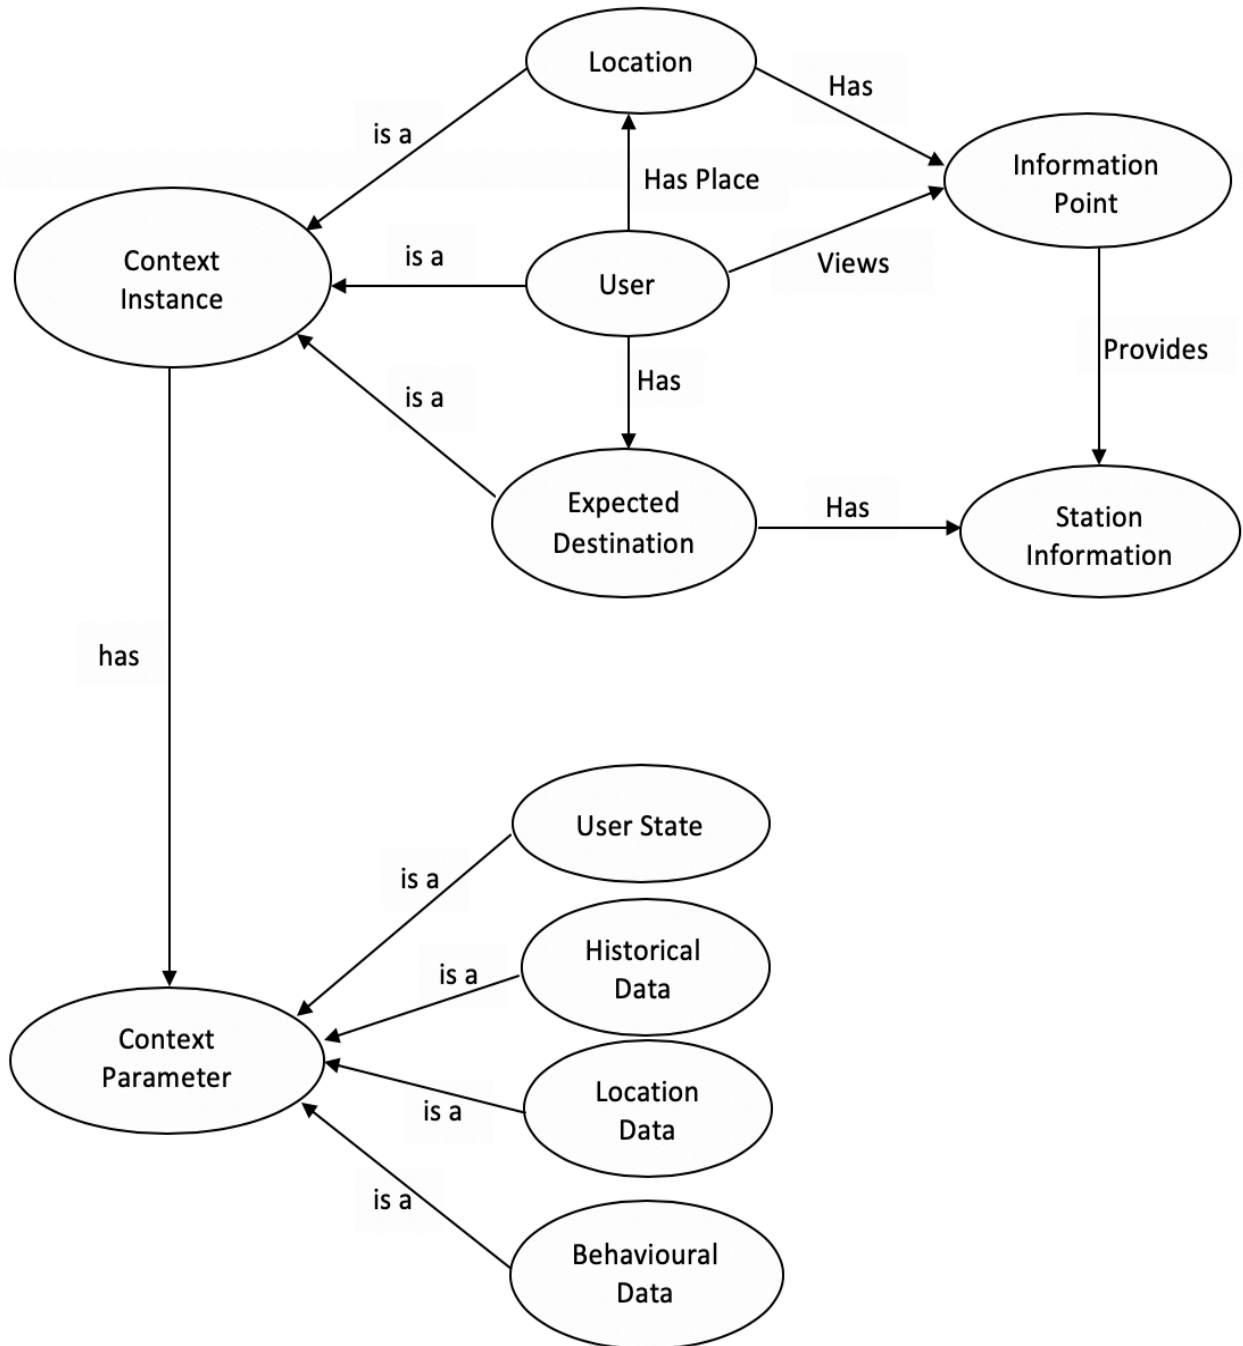 Location
Has
is a
Information
Point
Has Place
Context
Instance
is a
User
Views
Provides
Has
is a
Expected
Destination
Has
Station
Information
has
User State
is a
Historical
Data
is a
Context
Parameter
Location
Data
is a
is a
Behavioural
Data